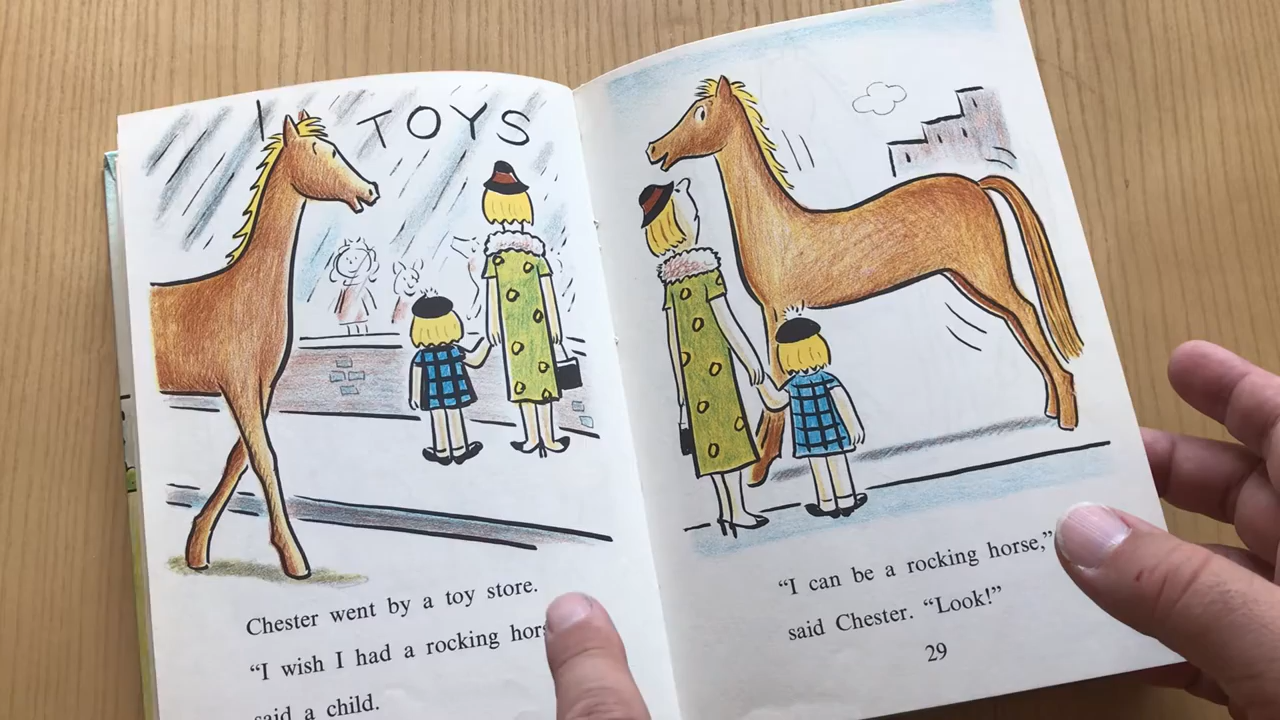 TOYS
Chester went by a toy store.
“I wish I had a rocking
said a child.
“I can be a rocking horse,”
said Chester. “Look!”
29